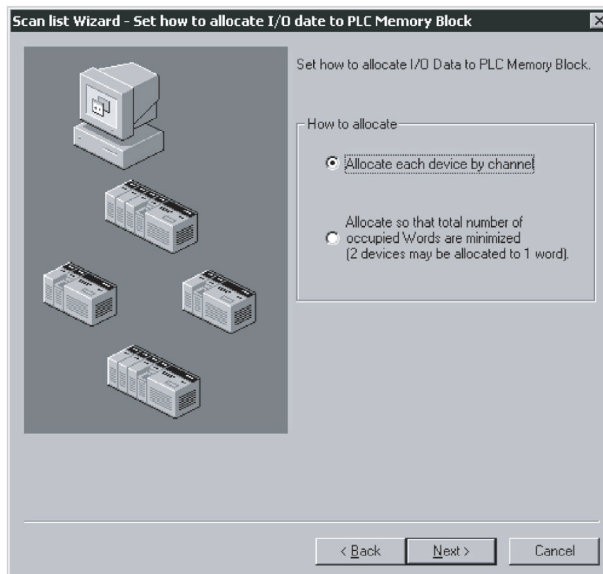 Scan list Wizard - Set how to allocate I/O date to PLC Memory Block
Set how to allocate I/O Data to PLC Memory Block.
How to allocate
Allocate each device by channel
Allocate so that total number of
occupied Words are minimized
(2 devices may be allocated to 1 word).
< Back
Next >
Cancel